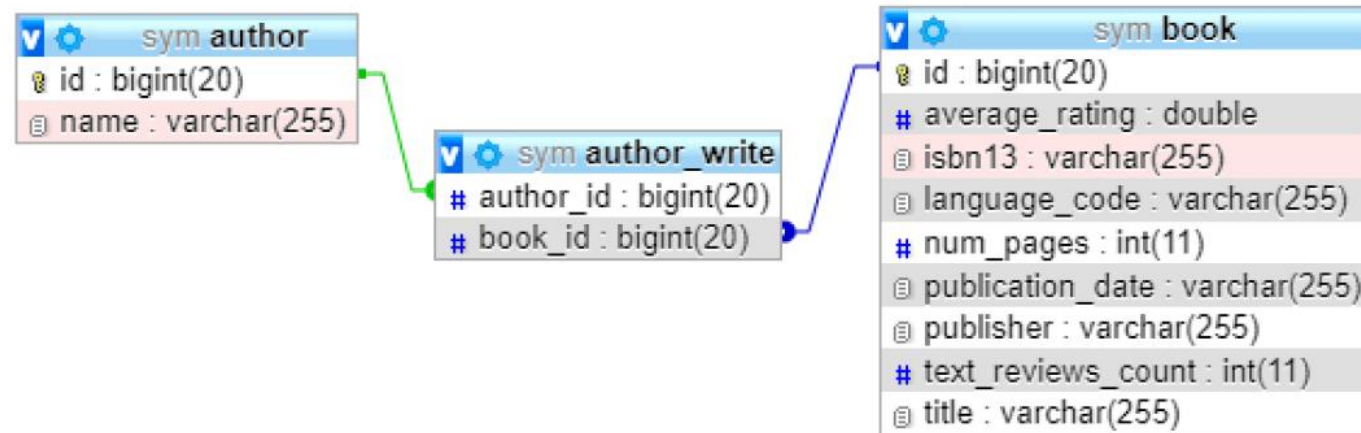 sym author
id : bigint(20)
name : varchar(255)
sym author_write
# author_id : bigint(20)
# book_id : bigint(20)
sym book
id : bigint(20)
# average_rating : double
isbn13 : varchar(255)
language_code : varchar(255)
# num_pages : int(11)
publication_date : varchar(255)
publisher : varchar(255)
# text_reviews_count : int(11)
title : varchar(255)